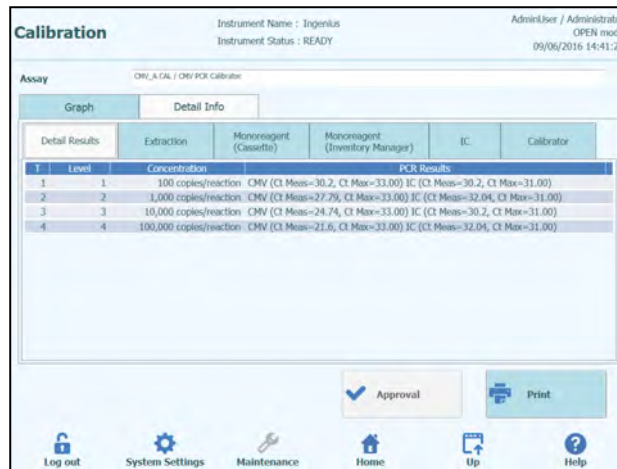 Calibration
Instrument Name : Ingenius
Instrument Status : READY
AdminUser / Administrat
OPEN mod
09/06/2016 14:41:2
Assay
CMV_A CAL / CMV PCR Calibrator
Graph
Detail Info
Detail Results
Extraction
Monoreagent
(Cassette)
Monoreagent
(Inventory Manager)
IC
Calibrator
T Level Concentration PCR Results
1 1 100 copies/reaction CMV (Ct Meas=30.2, Ct Max=33.00) IC (Ct Meas=30.2, Ct Max=31.00)
2 2 1,000 copies/reaction CMV (Ct Meas=27.79, Ct Max=33.00) IC (Ct Meas=32.04, Ct Max=31.00)
3 3 10,000 copies/reaction CMV (Ct Meas=24.74, Ct Max=33.00) IC (Ct Meas=30.2, Ct Max=31.00)
4 4 100,000 copies/reaction CMV (Ct Meas=21.6, Ct Max=33.00) IC (Ct Meas=32.04, Ct Max=31.00)
Approval
Print
Log out
System Settings
Maintenance
Home
Up
Help